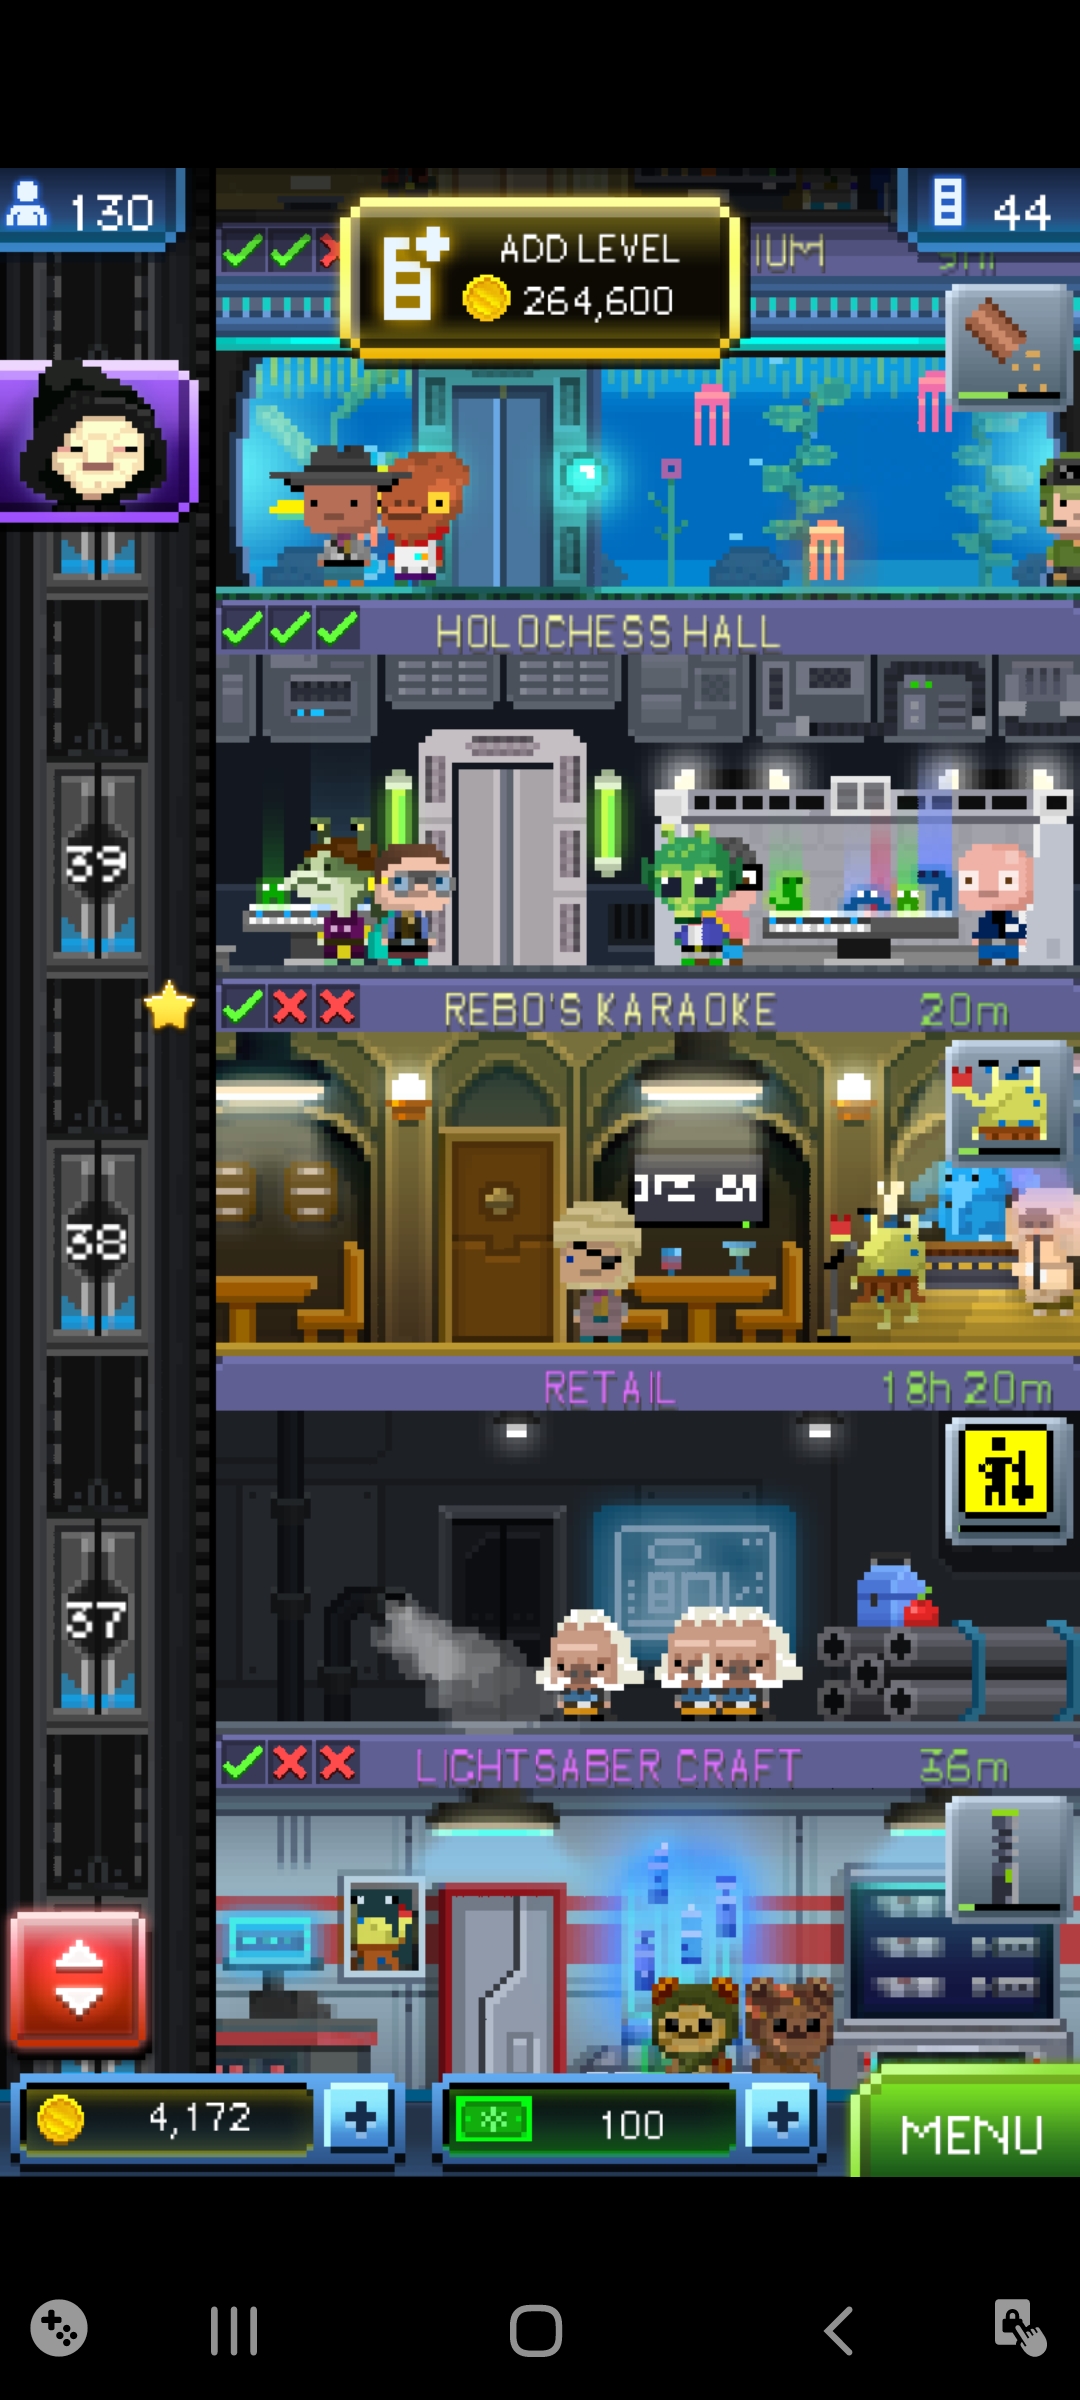 130
ADD LEVEL
264,600
44
IUM
HOLOCHESS HALL
39
REBO'S KARAOKE
20m
38
RETAIL
18h 20m
37
LIGHTSABER CRAFT
36m
4,172
100
MENU